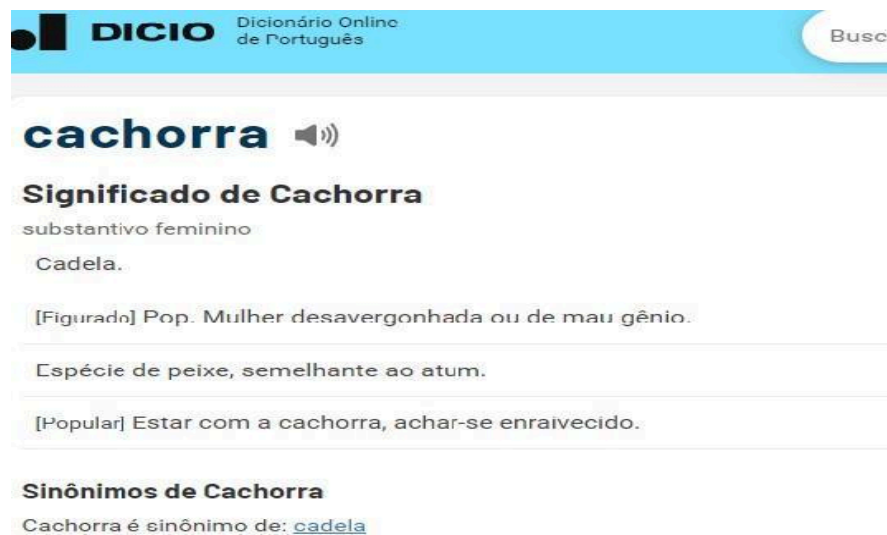 DICIO
Dicionário Online
de Português
Busc
cachorra
Significado de Cachorra
substantivo feminino
Cadela.
[Figurado] Pop. Mulher desavergonhada ou de mau gênio.
Espécie de peixe, semelhante ao atum.
[Popular] Estar com a cachorra, achar-se enraivecido.
Sinônimos de Cachorra
Cachorra é sinônimo de: cadela